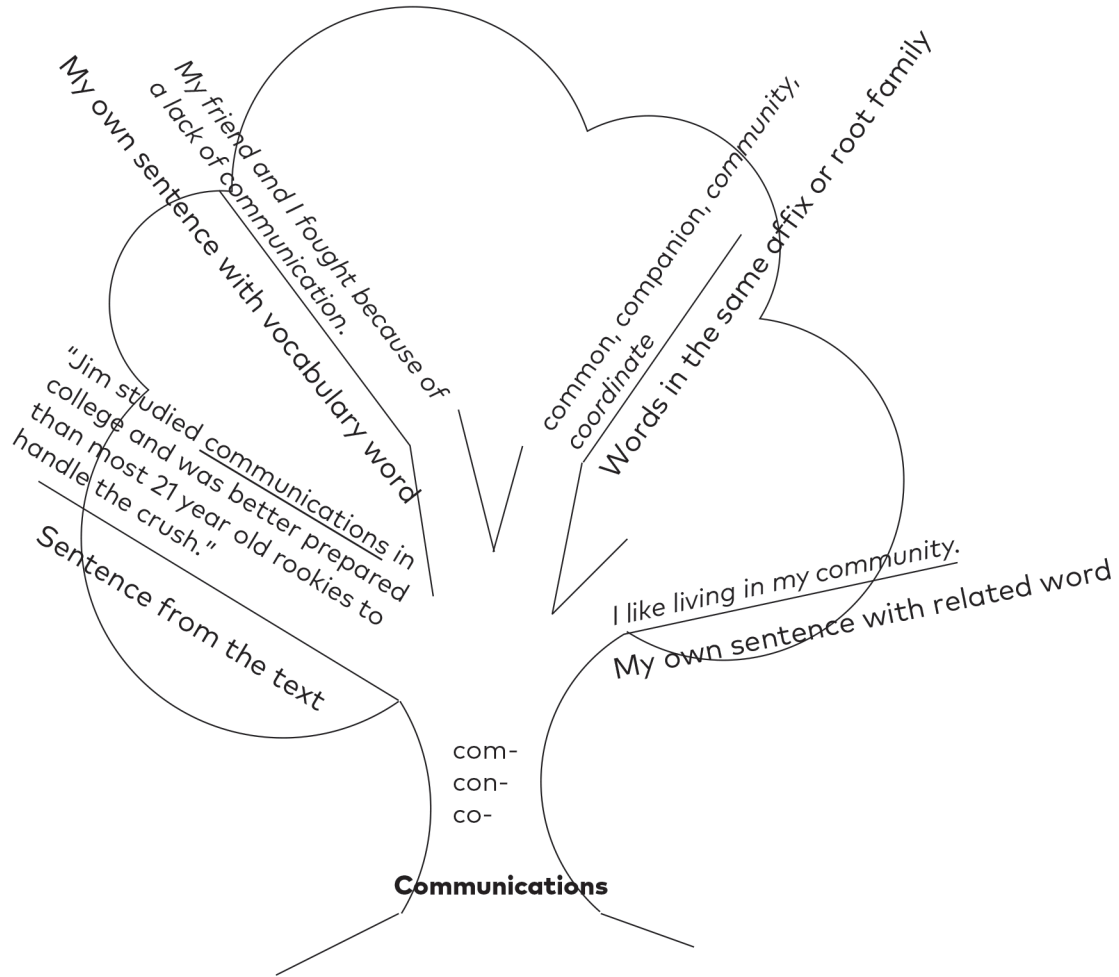 My own sentence with vocabulary word
My friend and I fought because of
a lack of communication.
common, companion, community,
coordinate
Words in the same affix or root family
"Jim studied communications in
college and was better prepared
than most 21 year old rookies to
handle the crush."
Sentence from the text
I like living in my community.
My own sentence with related word
com-
con-
co-
Communications